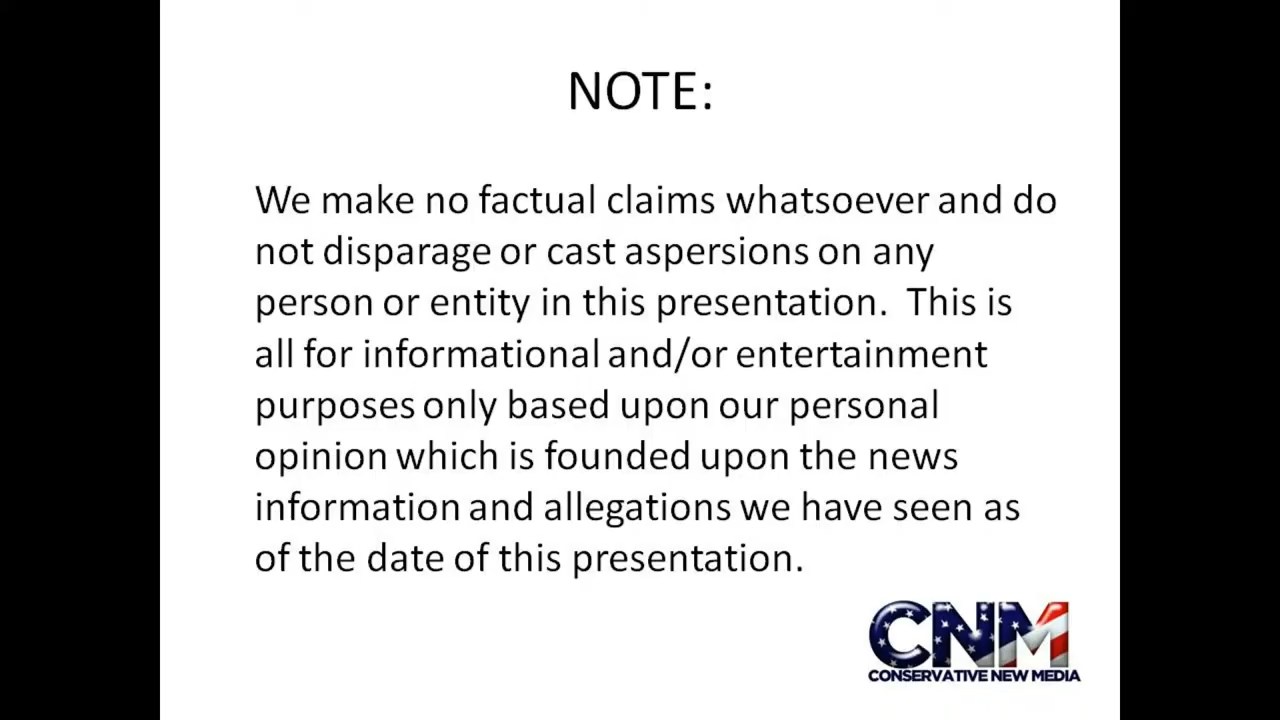 NOTE:
We make no factual claims whatsoever and do
not disparage or cast aspersions on any
person or entity in this presentation.  This is
all for informational and/or entertainment
purposes only based upon our personal
opinion which is founded upon the news
information and allegations we have seen as
of the date of this presentation.
CNM
CONSERVATIVE NEW MEDIA